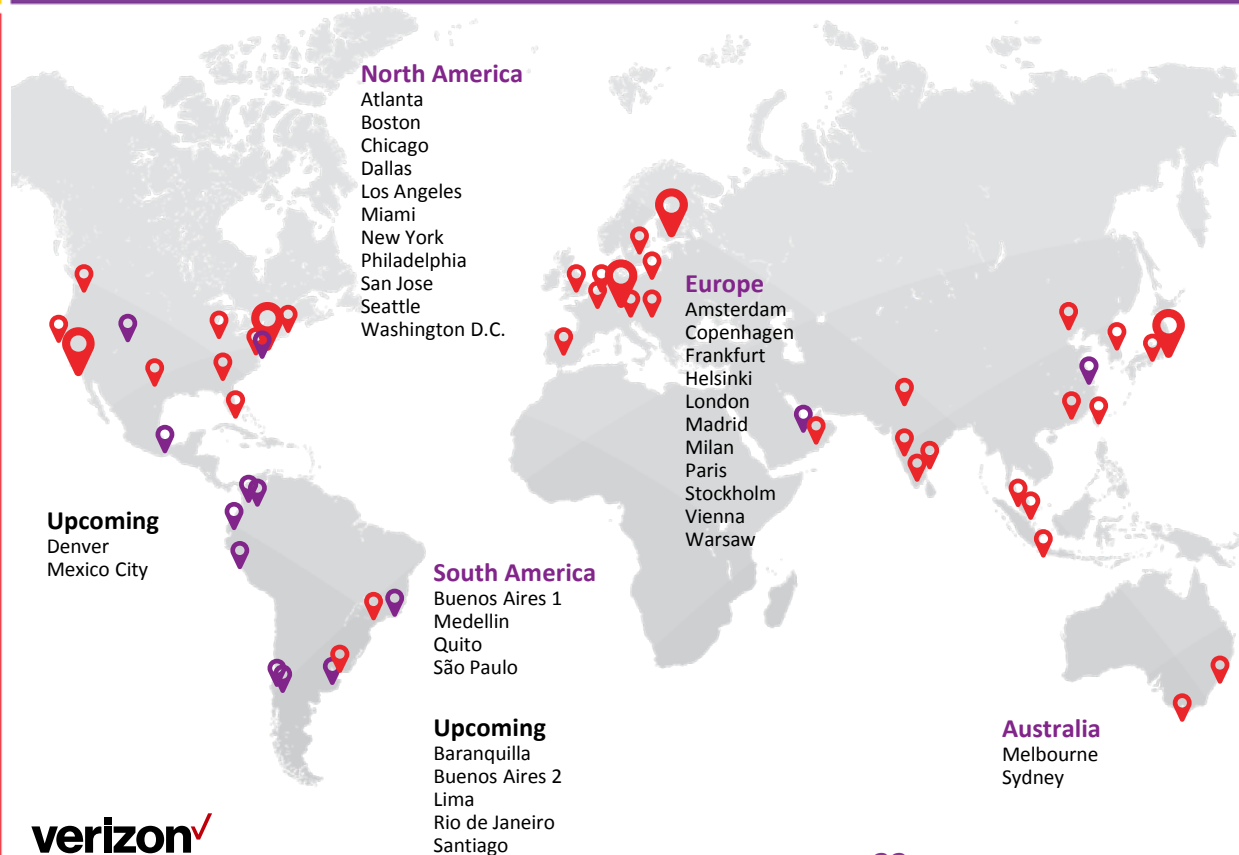 North America
Atlanta
Boston
Chicago
Dallas
Los Angeles
Miami
New York
Philadelphia
San Jose
Seattle
Washington D.C.
Europe
Amsterdam
Copenhagen
Frankfurt
Helsinki
London
Madrid
Milan
Paris
Stockholm
Vienna
Warsaw
Upcoming
Denver
Mexico City
South America
Buenos Aires 1
Medellin
Quito
São Paulo
Upcoming
Baranquilla
Buenos Aires 2
Lima
Rio de Janeiro
Santiago
Australia
Melbourne
Sydney
verizon✓